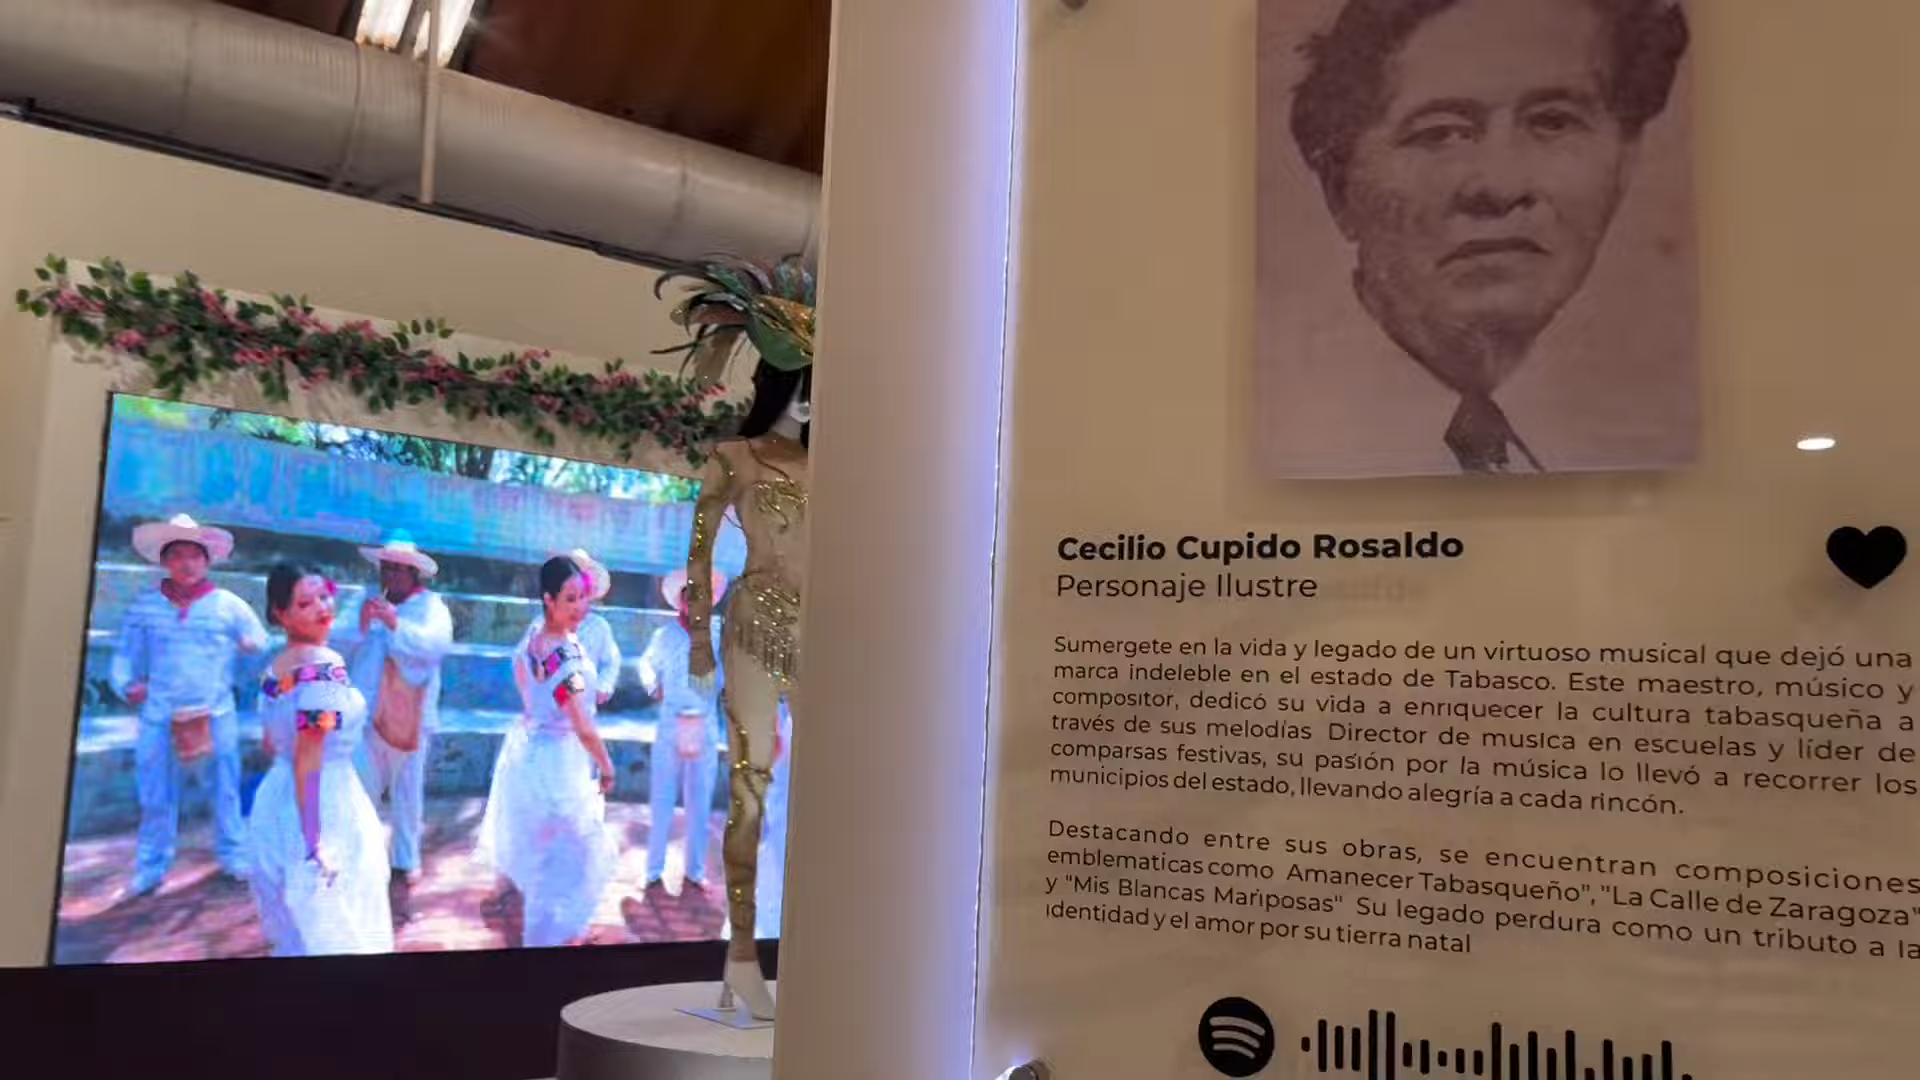 Cecilio Cupido Rosaldo
Personaje Ilustre
Sumergete en la vida y legado de un virtuoso musical que dejó una
marca indeleble en el estado de Tabasco. Este maestro, músico y
compositor, dedicó su vida a enriquecer la cultura tabasqueña a
través de sus melodías Director de musica en escuelas y líder de
comparsas festivas, su pasión por la música lo llevó a recorrer los
municipios del estado, llevando alegría a cada rincón.
Destacando entre sus obras, se encuentran composiciones
emblematicas como Amanecer Tabasqueño", "La Calle de Zaragoza"
y "Mis Blancas Mariposas" Su legado perdura como un tributo a la
identidad y el amor por su tierra natal